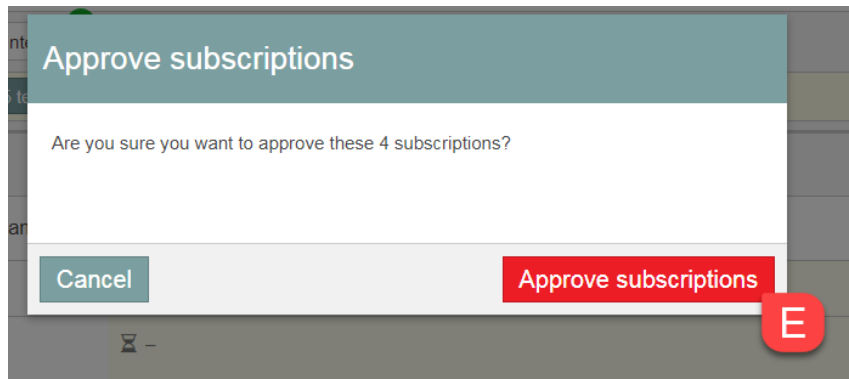 Approve subscriptions
Are you sure you want to approve these 4 subscriptions?
Cancel
Approve subscriptions
E
–